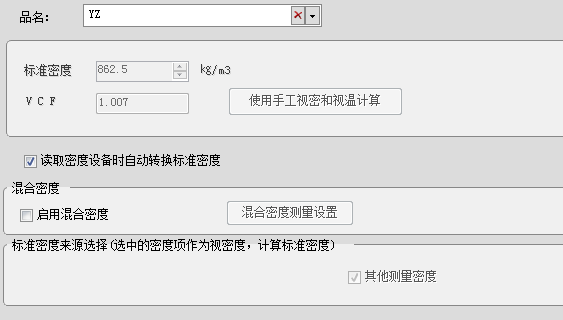 品名： YZ
标准密度 862.5 kg/m3
VCF 1.007 使用手工视密和视温计算
读取密度设备时自动转换标准密度
混合密度
启用混合密度 混合密度测量设置
标准密度来源选择(选中的密度项作为视密度，计算标准密度)
其他测量密度